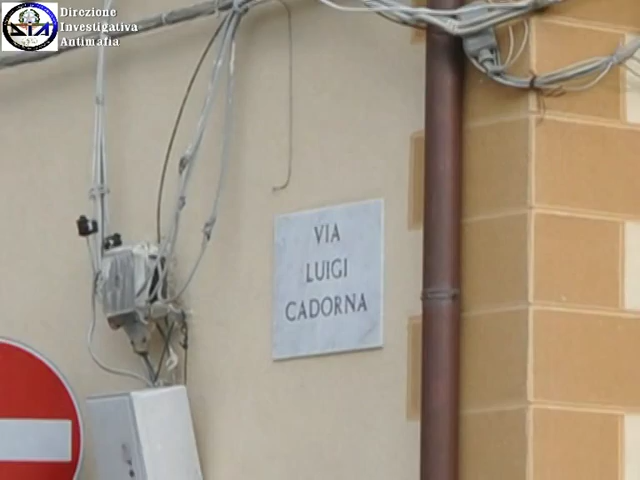 Direzione
Investigativa
Antimafia
VIA
LUIGI
CADORNA